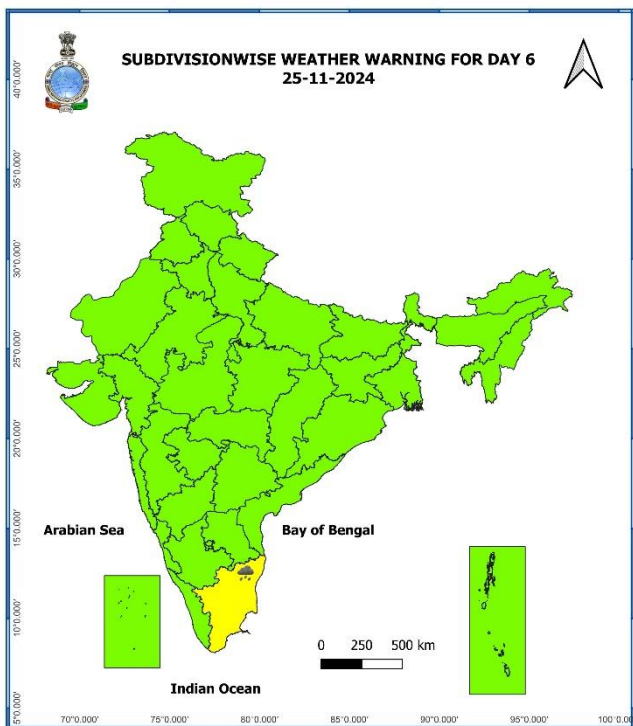 SUBDIVISIONWISE WEATHER WARNING FOR DAY 6
25-11-2024
40°0.000'
35°0.000'
30°0.000'
25°0.000'
20°0.000'
15°0.000'
10°0.000'
5°0.000'
Arabian Sea
Bay of Bengal
0 250 500 km
Indian Ocean
70°0.000' 75°0.000' 80°0.000' 85°0.000' 90°0.000' 95°0.000' 100°0.0